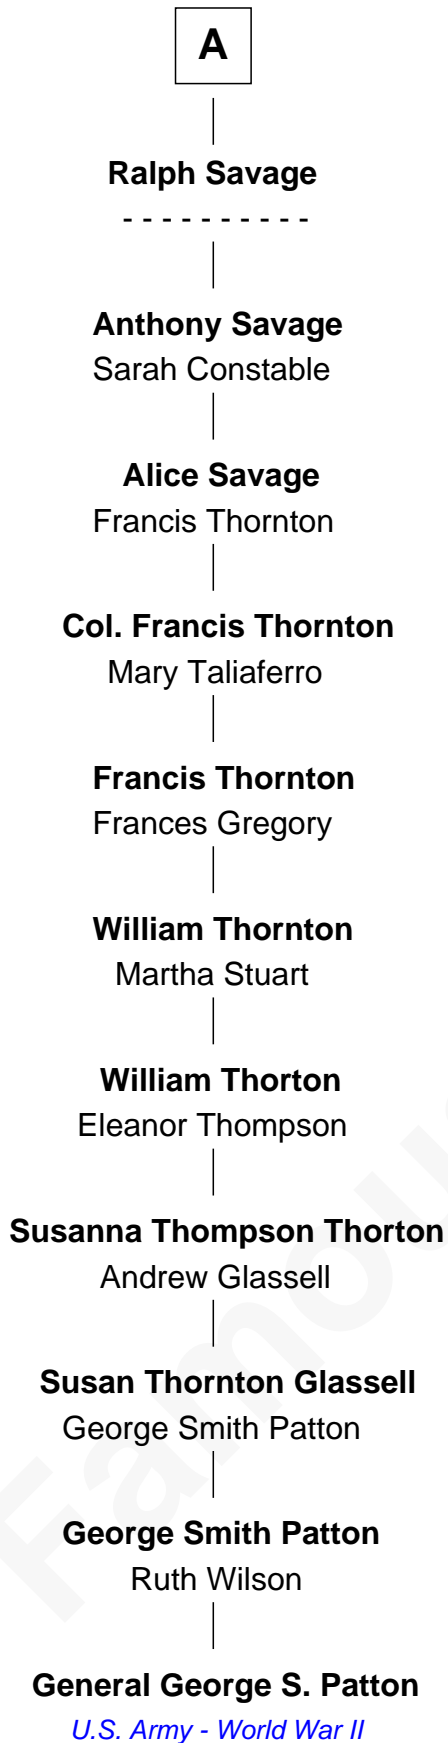 A
Ralph Savage
- - - - - - - - - -
Anthony Savage
Sarah Constable
Alice Savage
Francis Thornton
Col. Francis Thornton
Mary Taliaferro
Francis Thornton
Frances Gregory
William Thornton
Martha Stuart
William Thorton
Eleanor Thompson
Susanna Thompson Thorton
Andrew Glassell
Susan Thornton Glassell
George Smith Patton
George Smith Patton
Ruth Wilson
General George S. Patton
U.S. Army - World War II
Famou